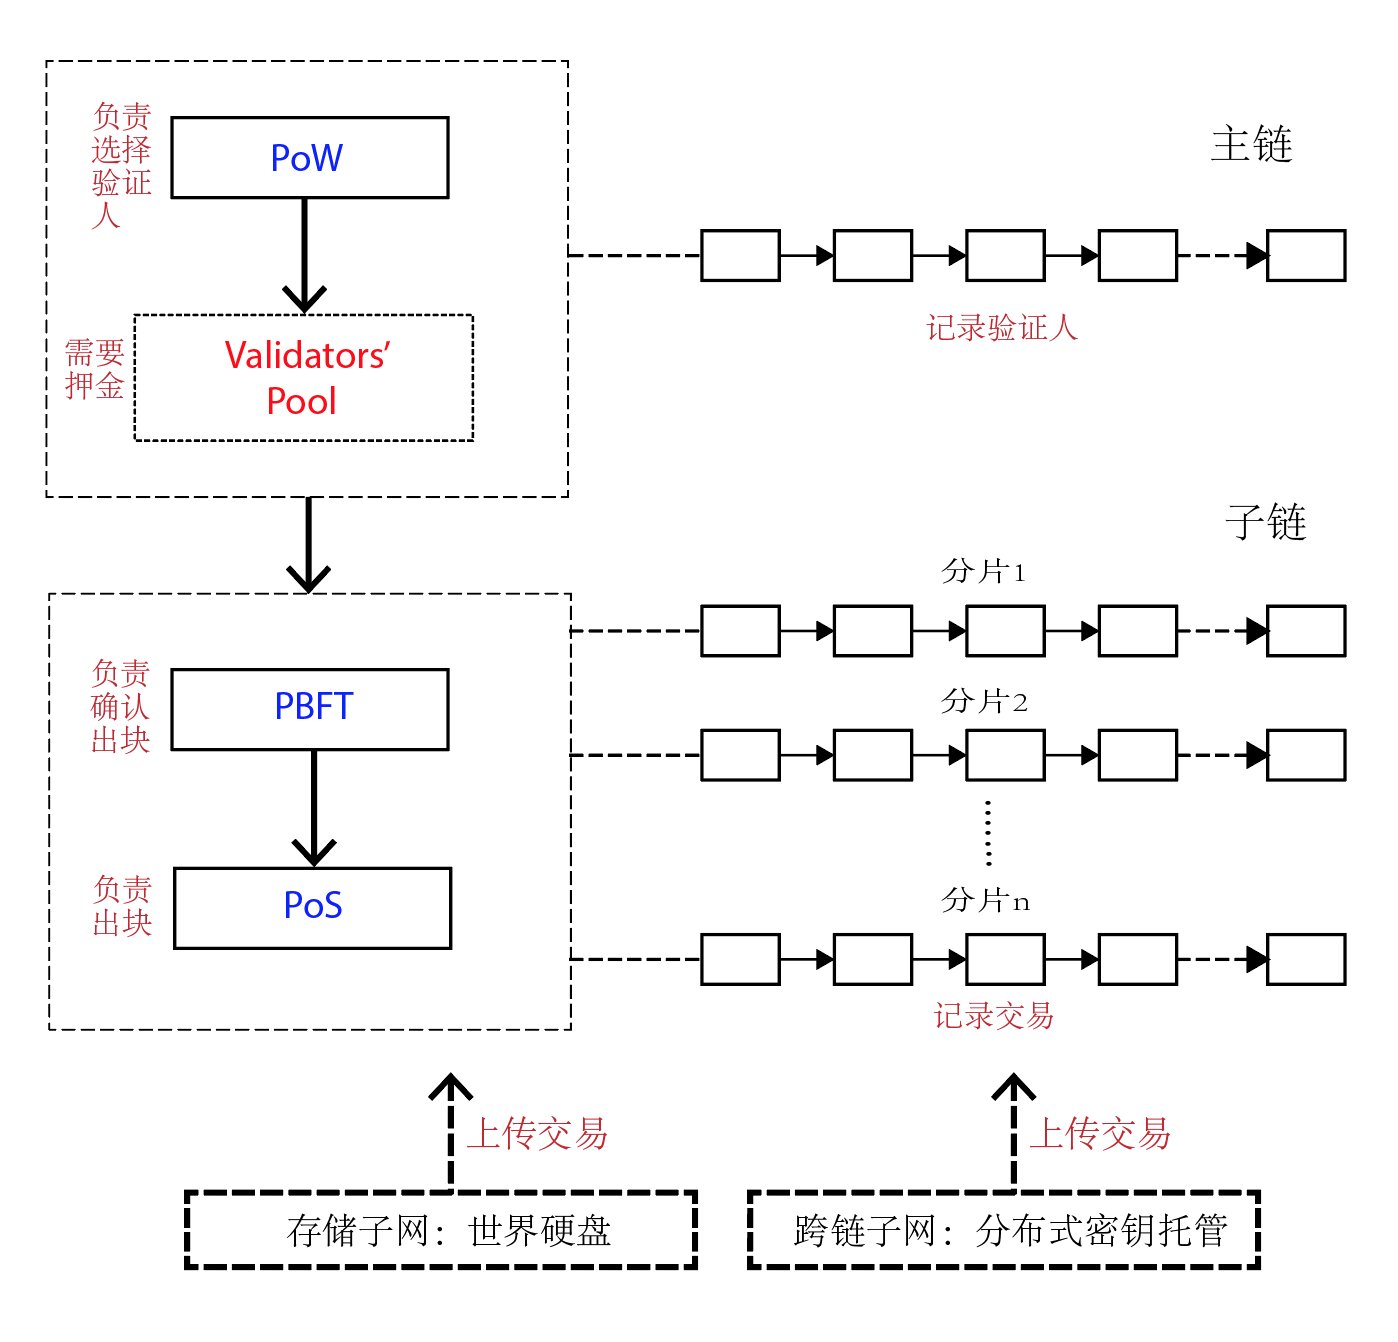 负责
选择
验证
人
PoW
主链
记录验证人
需要
押金
Validators’
Pool
子链
分片1
负责
确认
出块
PBFT
分片2
负责
出块
PoS
分片n
记录交易
上传交易
上传交易
存储子网：世界硬盘
跨链子网：分布式密钥托管